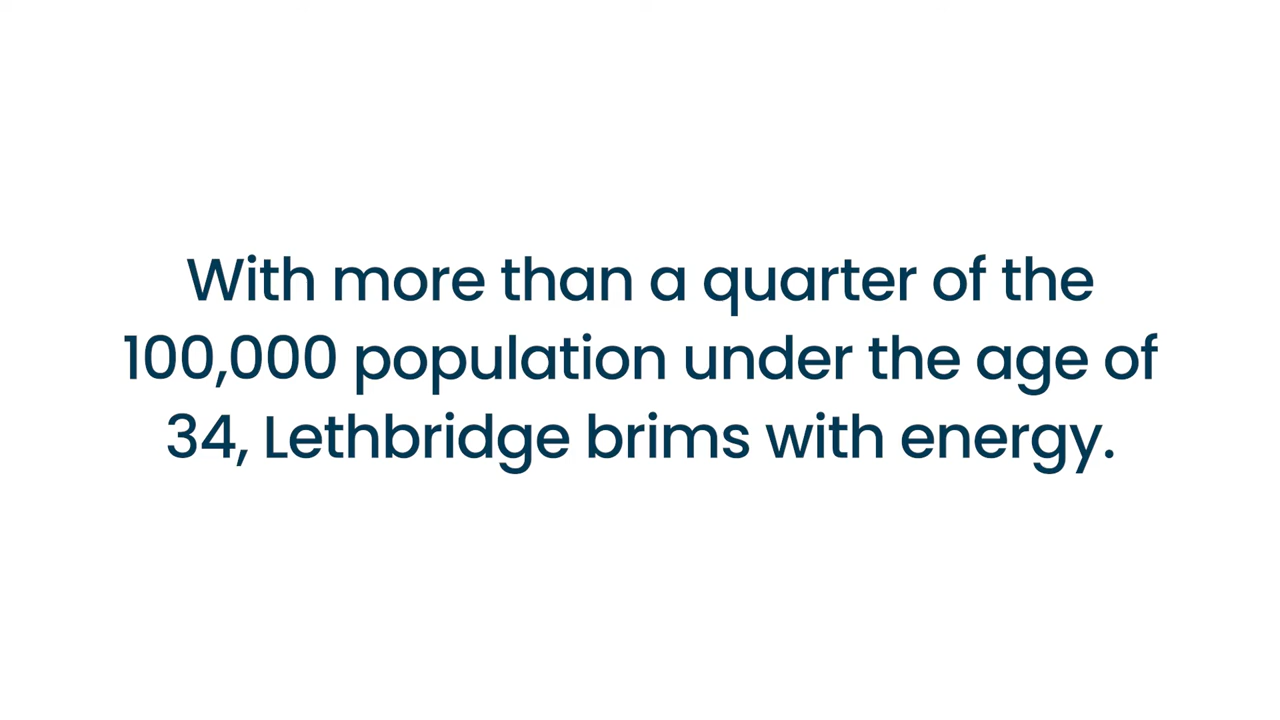 With more than a quarter of the
100,000 population under the age of
34, Lethbridge brims with energy.